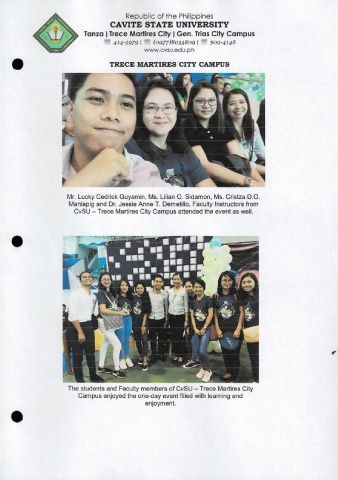 Republic of the Philippines
CAVITE STATE UNIVERSITY
Tanza | Trece Martires City | Gen. Trias City Campus
☏ 414-3979 | ☏ (0977)8033809 | ☏ 500-4148
www.cvsu.edu.ph
TRECE MARTIRES CITY CAMPUS
Mr. Lucky Cedrick Guyamin, Ms. Lilian O. Sidamon, Ms. Cristza D.O.
Manlapig and Dr. Jessie Anne T. Demetillo, Faculty Instructors from
CvSU – Trece Martires City Campus attended the event as well.
The students and Faculty members of CvSU – Trece Martires City
Campus enjoyed the one-day event filled with learning and
enjoyment.